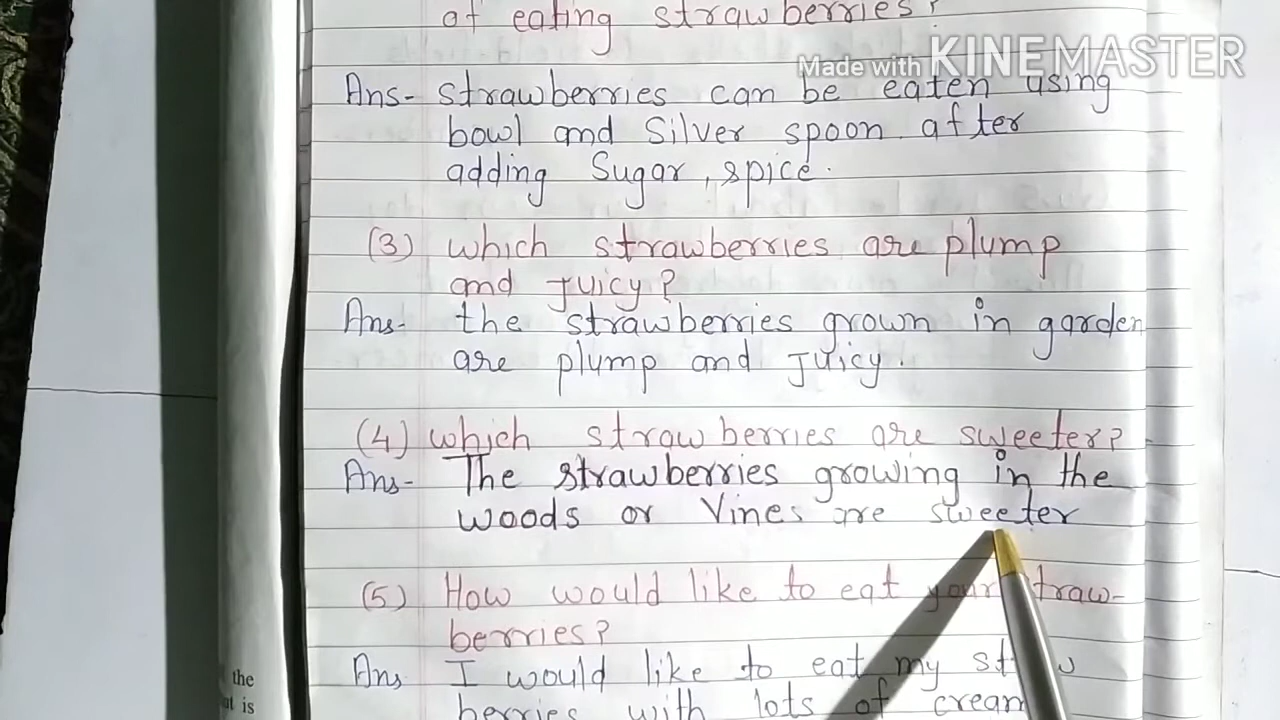 of eating strawberries?
Made with KINEMASTER
Ans- strawberries can be eaten using
bowl and Silver spoon after
adding Sugar, spice.
(3) which strawberries are plump
and Juicy?
Ans- the strawberries grown in garden
are plump and Juicy.
(4) which strawberries are sweeter?
Ans- The strawberries growing in the
woods or Vines are sweeter
(5) How would like to eat your straw-
berries?
Ans I would like to eat my
berries with lots of cream
the
is